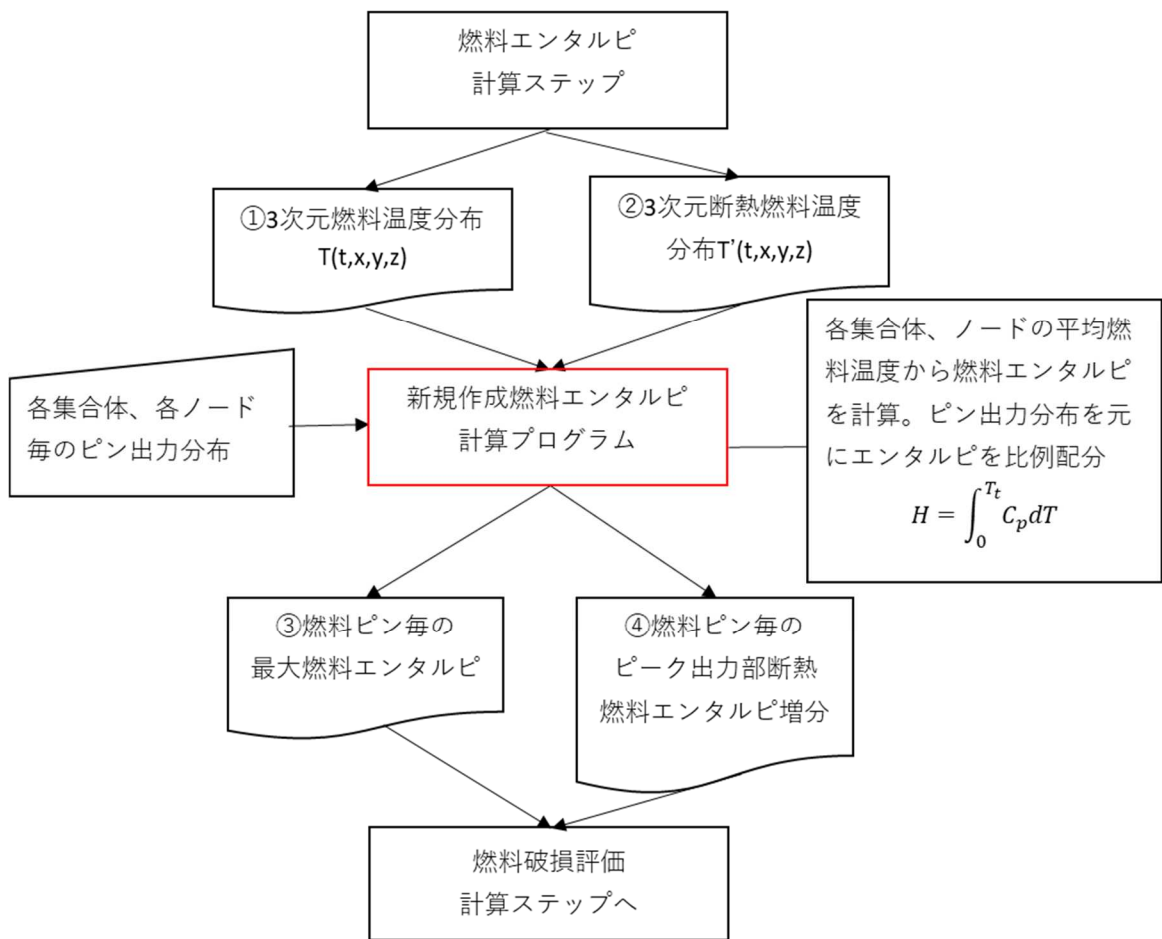 燃料エンタルピ
計算ステップ
①3次元燃料温度分布
T(t,x,y,z)
②3次元断熱燃料温度
分布T’(t,x,y,z)
各集合体、各ノード
毎のピン出力分布
新規作成燃料エンタルピ
計算プログラム
各集合体、ノードの平均燃
料温度から燃料エンタルピ
を計算。ピン出力分布を元
にエンタルピを比例配分
$H = \int_{0}^{T_t} C_p dT$
③燃料ピン毎の
最大燃料エンタルピ
④燃料ピン毎の
ピーク出力部断熱
燃料エンタルピ増分
燃料破損評価
計算ステップへ